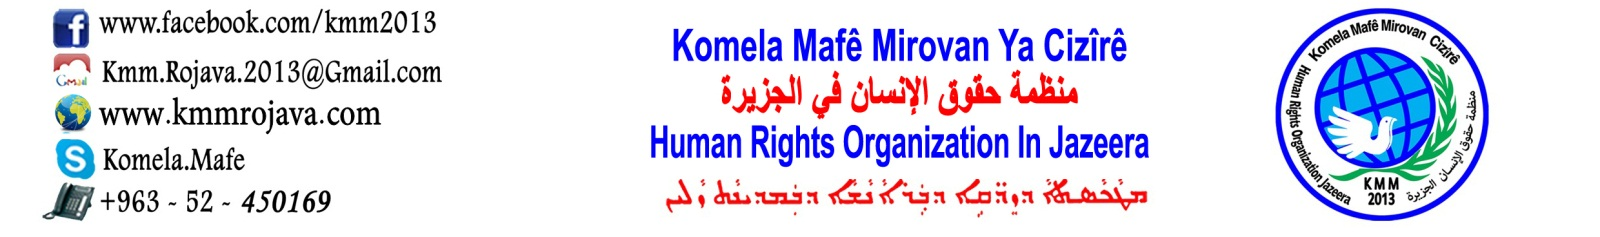 www.facebook.com/kmm2013
Kmm.Rojava.2013@Gmail.com
www.kmmrojava.com
Komela.Mafe
+963 - 52 - 450169
Komela Mafê Mirovan Ya Cizîrê
منظمة حقوق الإنسان في الجزيرة
Human Rights Organization In Jazeera
Komela Mafê Mirovan Cizîrê
Human Rights Organization Jazeera
منظمة حقوق الإنسان الجزيرة
KMM
2013
Gmail